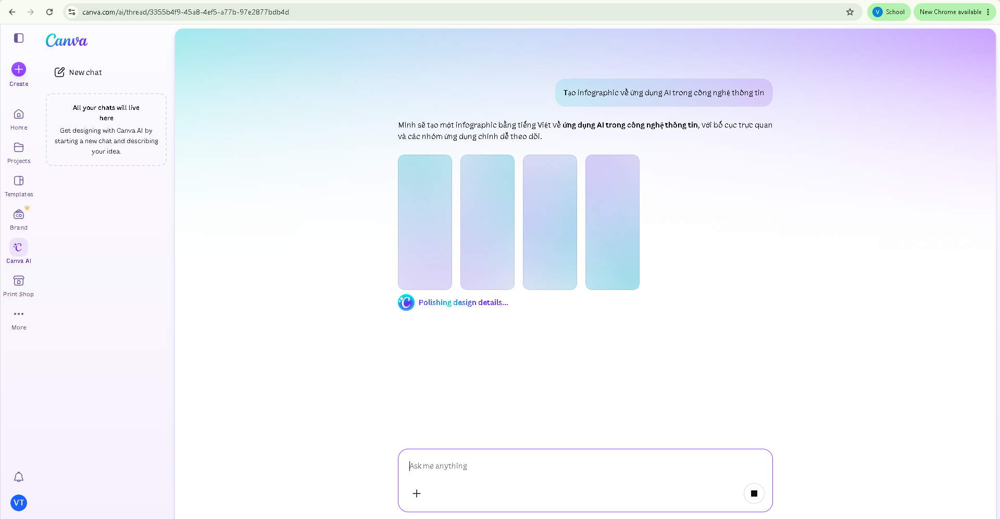 canva.com/ai/thread/3355b4f9-45a8-4ef5-a77b-97e2877bdb4d
V School
New Chrome available
Canva
Create
New chat
All your chats will live
here
Get designing with Canva AI by
starting a new chat and describing
your idea.
Home
Projects
Templates
Brand
Canva AI
Print Shop
More
VT
Tạo infographic về ứng dụng AI trong công nghệ thông tin
Mình sẽ tạo một infographic bằng tiếng Việt về ứng dụng AI trong công nghệ thông tin, với bố cục trực quan
và các nhóm ứng dụng chính dễ theo dõi.
Polishing design details...
Ask me anything